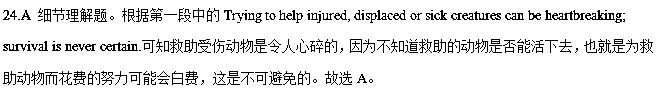 24.A 细节理解题。根据第一段中的 Trying to help injured, displaced or sick creatures can be heartbreaking;
survival is never certain.可知救助受伤动物是令人心碎的，因为不知道救助的动物是否能活下去，也就是为救
助动物而花费的努力可能会白费，这是不可避免的。故选 A。